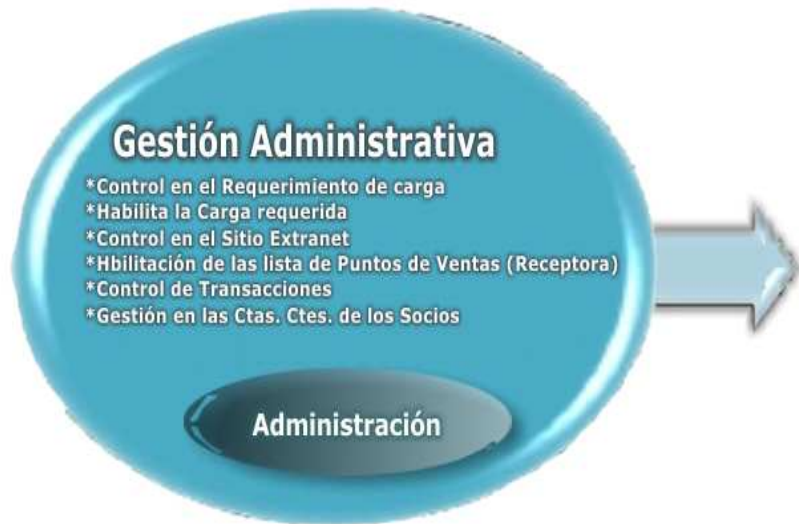 Gestión Administrativa
*Control en el Requerimiento de carga
*Habilita la Carga requerida
*Control en el Sitio Extranet
*Hbilitación de las lista de Puntos de Ventas (Receptora)
*Control de Transacciones
*Gestión en las Ctas. Ctes. de los Socios
Administración